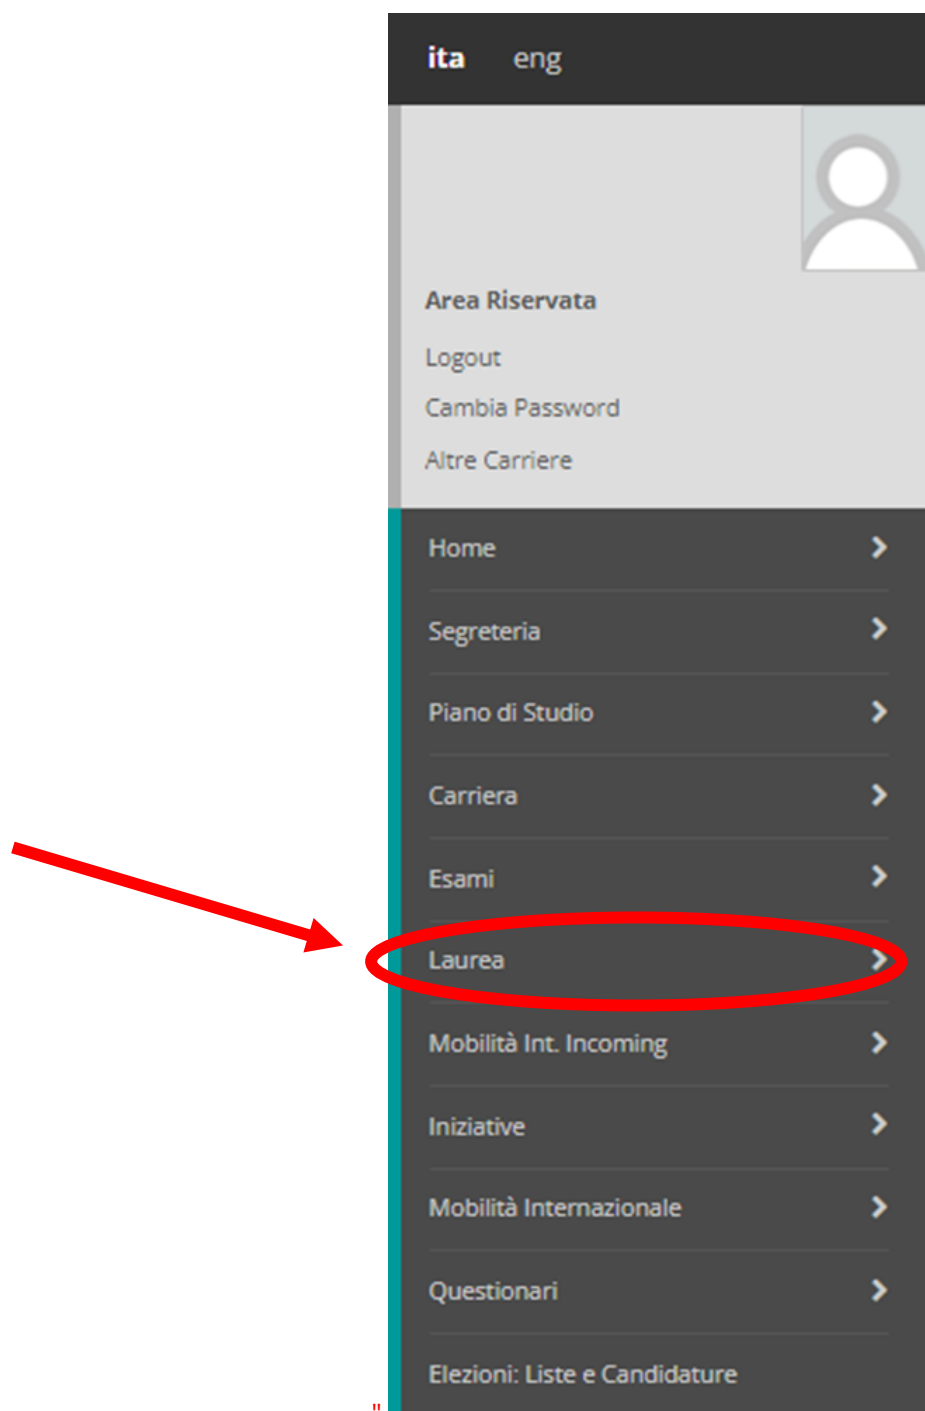 ita eng
Area Riservata
Logout
Cambia Password
Altre Carriere
Home
Segreteria
Piano di Studio
Carriera
Esami
Laurea
Mobilità Int. Incoming
Iniziative
Mobilità Internazionale
Questionari
Elezioni: Liste e Candidature
"